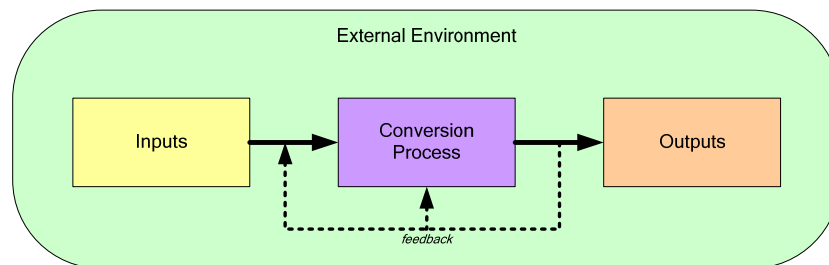 External Environment
Inputs
Conversion
Process
Outputs
feedback